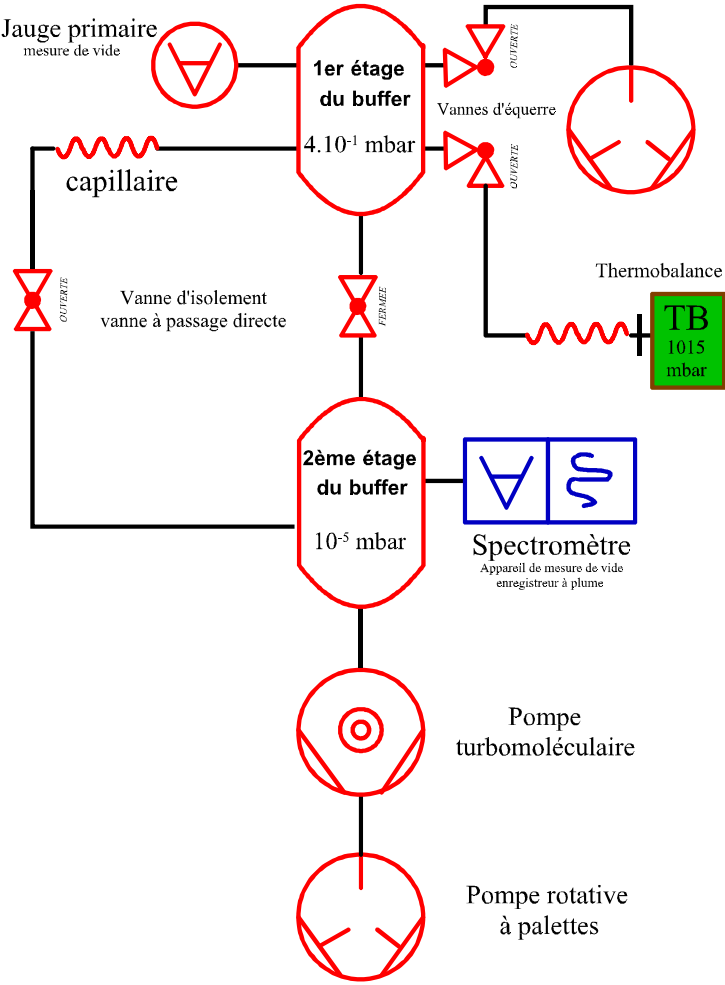 Jauge primaire
mesure de vide
1er étage
du buffer
4.10-1 mbar
OUVERTE
Vannes d'équerre
OUVERTE
capillaire
OUVERTE
Vanne d'isolement
vanne à passage directe
FERMEE
Thermobalance
TB
1015
mbar
2ème étage
du buffer
10-5 mbar
Spectromètre
Appareil de mesure de vide
enregistreur à plume
Pompe
turbomoléculaire
Pompe rotative
à palettes